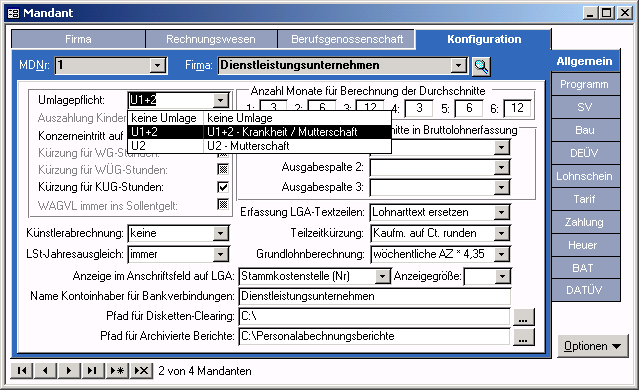 Mandant
Firma
Rechnungswesen
Berufsgenossenschaft
Konfiguration
MDNr: 1
Firma: Dienstleistungsunternehmen
Allgemein
Programm
SV
Bau
DEÜV
Lohnschein
Tarif
Zahlung
Heuer
BAT
DATÜV
Umlagepflicht: U1+2
keine Umlage keine Umlage
U1+2 U1+2 - Krankheit / Mutterschaft
U2 U2 - Mutterschaft
Auszahlung Kinder
Konzerneintritt auf
Kürzung für WG-Stunden:
Kürzung für WÜG-Stunden:
Kürzung für KUG-Stunden:
WAGVL immer ins Sollentgelt:
Anzahl Monate für Berechnung der Durchschnitte
1: 3 2: 6 3: 12 4: 3 5: 6 6: 12
nitte in Bruttolohnerfassung
Ausgabespalte 2:
Ausgabespalte 3:
Künstlerabrechnung: keine
LSt-Jahresausgleich: immer
Erfassung LGA-Textzeilen: Lohnarttext ersetzen
Teilzeitkürzung: Kaufm. auf Ct. runden
Grundlohnberechnung: wöchentliche AZ * 4,35
Anzeige im Anschriftsfeld auf LGA: Stammkostenstelle (Nr) Anzeigegröße:
Name Kontoinhaber für Bankverbindungen: Dienstleistungsunternehmen
Pfad für Disketten-Clearing: C:\ ...
Pfad für Archivierte Berichte: C:\Personalabechnungsberichte ...
Optionen
2 von 4 Mandanten